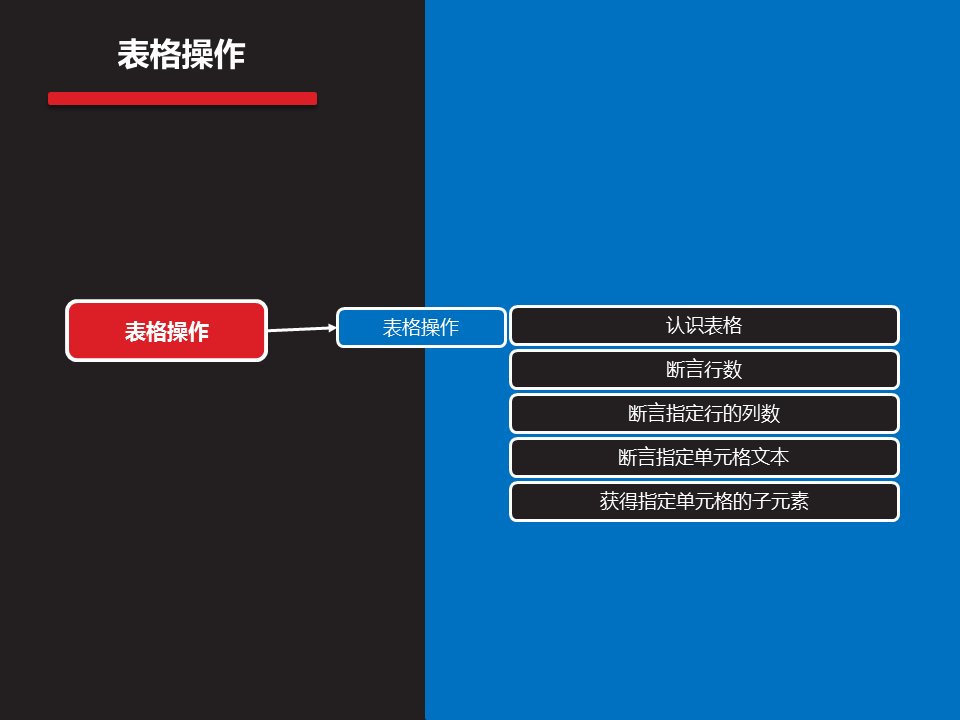 表格操作
表格操作
表格操作
认识表格
断言行数
断言指定行的列数
断言指定单元格文本
获得指定单元格的子元素